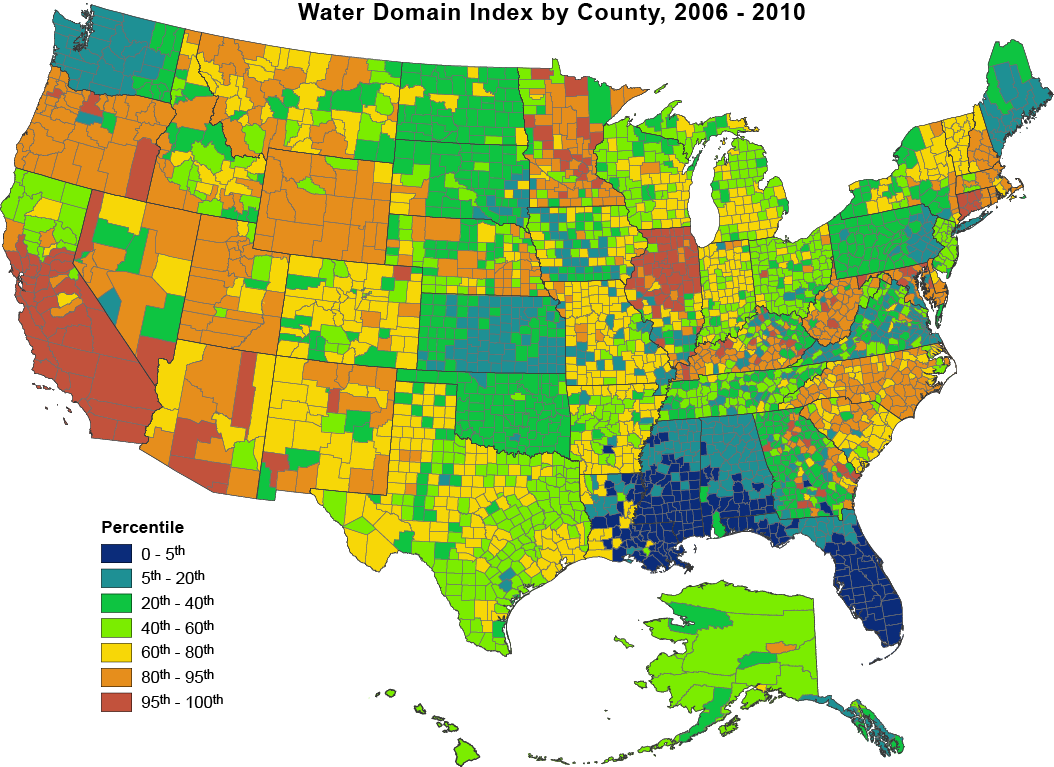 Water Domain Index by County, 2006 - 2010
Percentile
0 - 5th
5th - 20th
20th - 40th
40th - 60th
60th - 80th
80th - 95th
95th - 100th